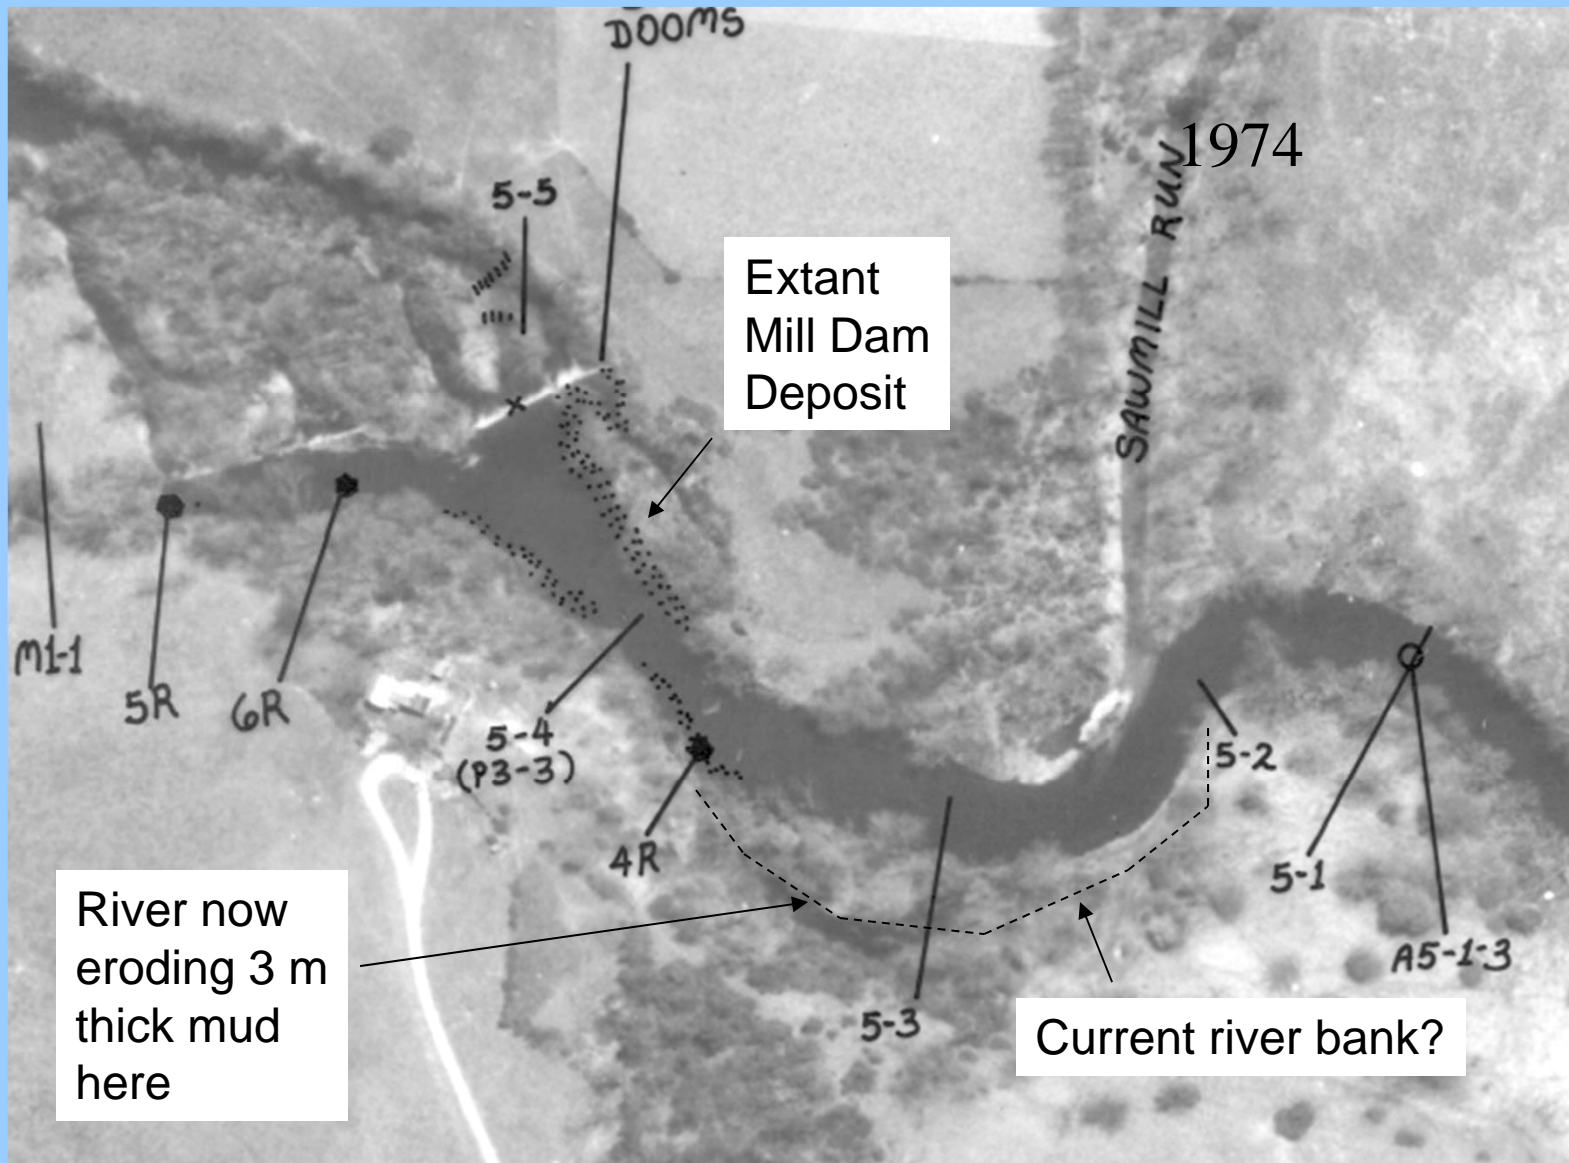 DOOMS
1974
5-5
SAWMILL RUN
Extant
Mill Dam
Deposit
M1-1
5R
6R
5-4
(P3-3)
4R
5-2
5-1
A5-1-3
5-3
River now
eroding 3 m
thick mud
here
Current river bank?